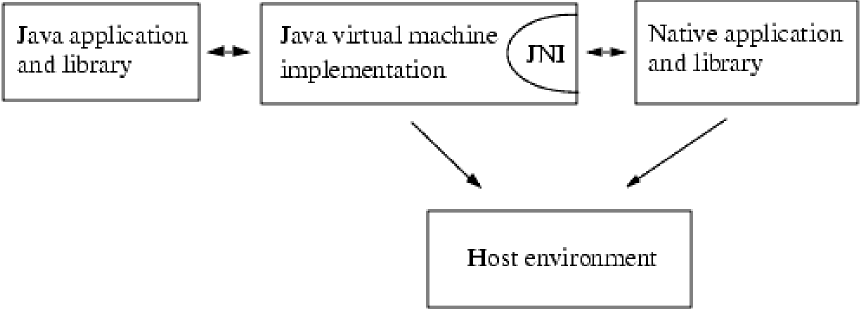 Java application
and library
Java virtual machine
implementation
JNI
Native application
and library
Host environment